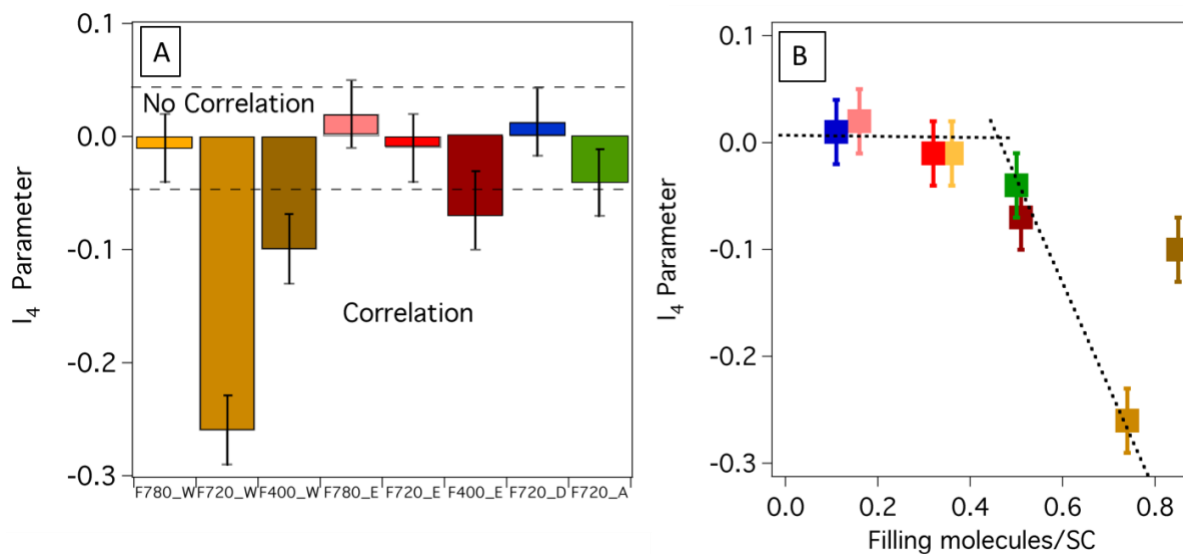 A
0.1
No Correlation
0.0
-0.1
Correlation
-0.2
-0.3
I4 Parameter
F780_W F720_W F400_W F780_E F720_E F400_E F720_D F720_A
B
0.1
0.0
-0.1
-0.2
-0.3
I4 Parameter
0.0 0.2 0.4 0.6 0.8
Filling molecules/SC